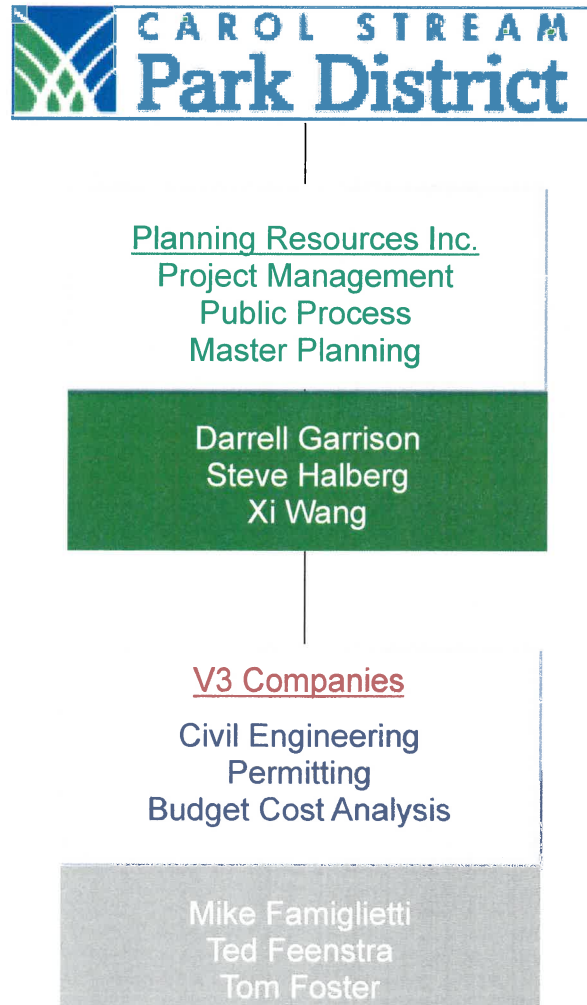 CAROL STREAM
Park District
Planning Resources Inc.
Project Management
Public Process
Master Planning
Darrell Garrison
Steve Halberg
Xi Wang
V3 Companies
Civil Engineering
Permitting
Budget Cost Analysis
Mike Famiglietti
Ted Feenstra
Tom Foster